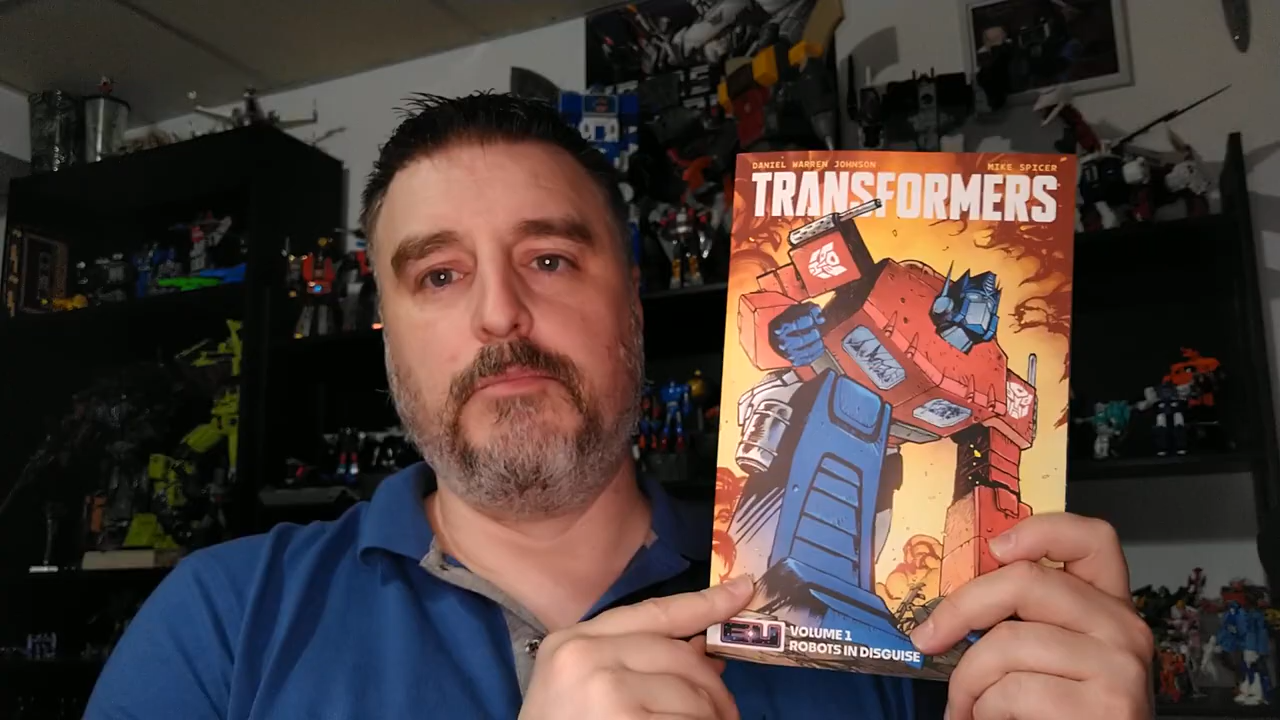 DANIEL WARREN JOHNSON MIKE SPICER
TRANSFORMERS
VOLUME 1
ROBOTS IN DISGUISE